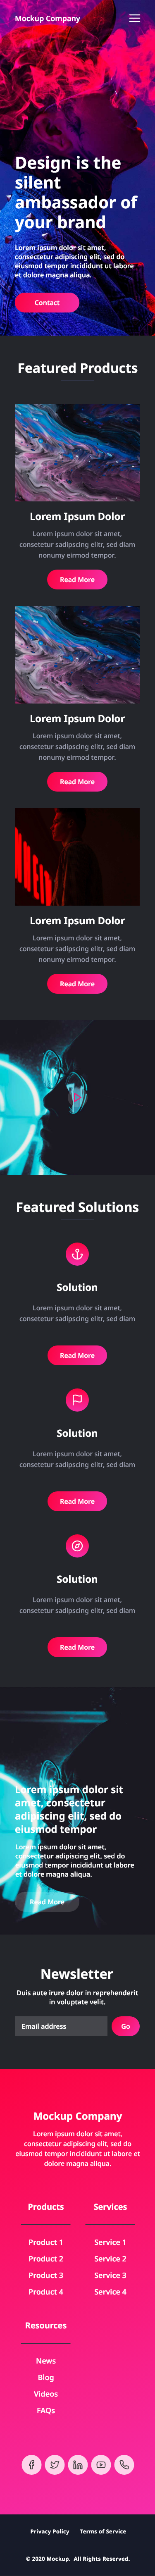 Mockup Company
Design is the
silent
ambassador of
your brand
Lorem ipsum dolor sit amet,
consectetur adipiscing elit, sed do
eiusmod tempor incididunt ut labore
et dolore magna aliqua.
Contact
Featured Products
Lorem Ipsum Dolor
Lorem ipsum dolor sit amet,
consetetur sadipscing elitr, sed diam
nonumy eirmod tempor.
Read More
Lorem Ipsum Dolor
Lorem ipsum dolor sit amet,
consetetur sadipscing elitr, sed diam
nonumy eirmod tempor.
Read More
Lorem Ipsum Dolor
Lorem ipsum dolor sit amet,
consetetur sadipscing elitr, sed diam
nonumy eirmod tempor.
Read More
Featured Solutions
Solution
Lorem ipsum dolor sit amet,
consetetur sadipscing elitr, sed diam
Read More
Solution
Lorem ipsum dolor sit amet,
consetetur sadipscing elitr, sed diam
Read More
Solution
Lorem ipsum dolor sit amet,
consetetur sadipscing elitr, sed diam
Read More
Lorem ipsum dolor sit
amet, consectetur
adipiscing elit, sed do
eiusmod tempor
Lorem ipsum dolor sit amet,
consectetur adipiscing elit, sed do
eiusmod tempor incididunt ut labore
et dolore magna aliqua.
Read More
Newsletter
Duis aute irure dolor in reprehenderit
in voluptate velit.
Email address
Go
Mockup Company
Lorem ipsum dolor sit amet,
consectetur adipiscing elit, sed do
eiusmod tempor incididunt ut labore et
dolore magna aliqua.
Products
Product 1
Product 2
Product 3
Product 4
Services
Service 1
Service 2
Service 3
Service 4
Resources
News
Blog
Videos
FAQs
Privacy Policy Terms of Service
© 2020 Mockup. All Rights Reserved.